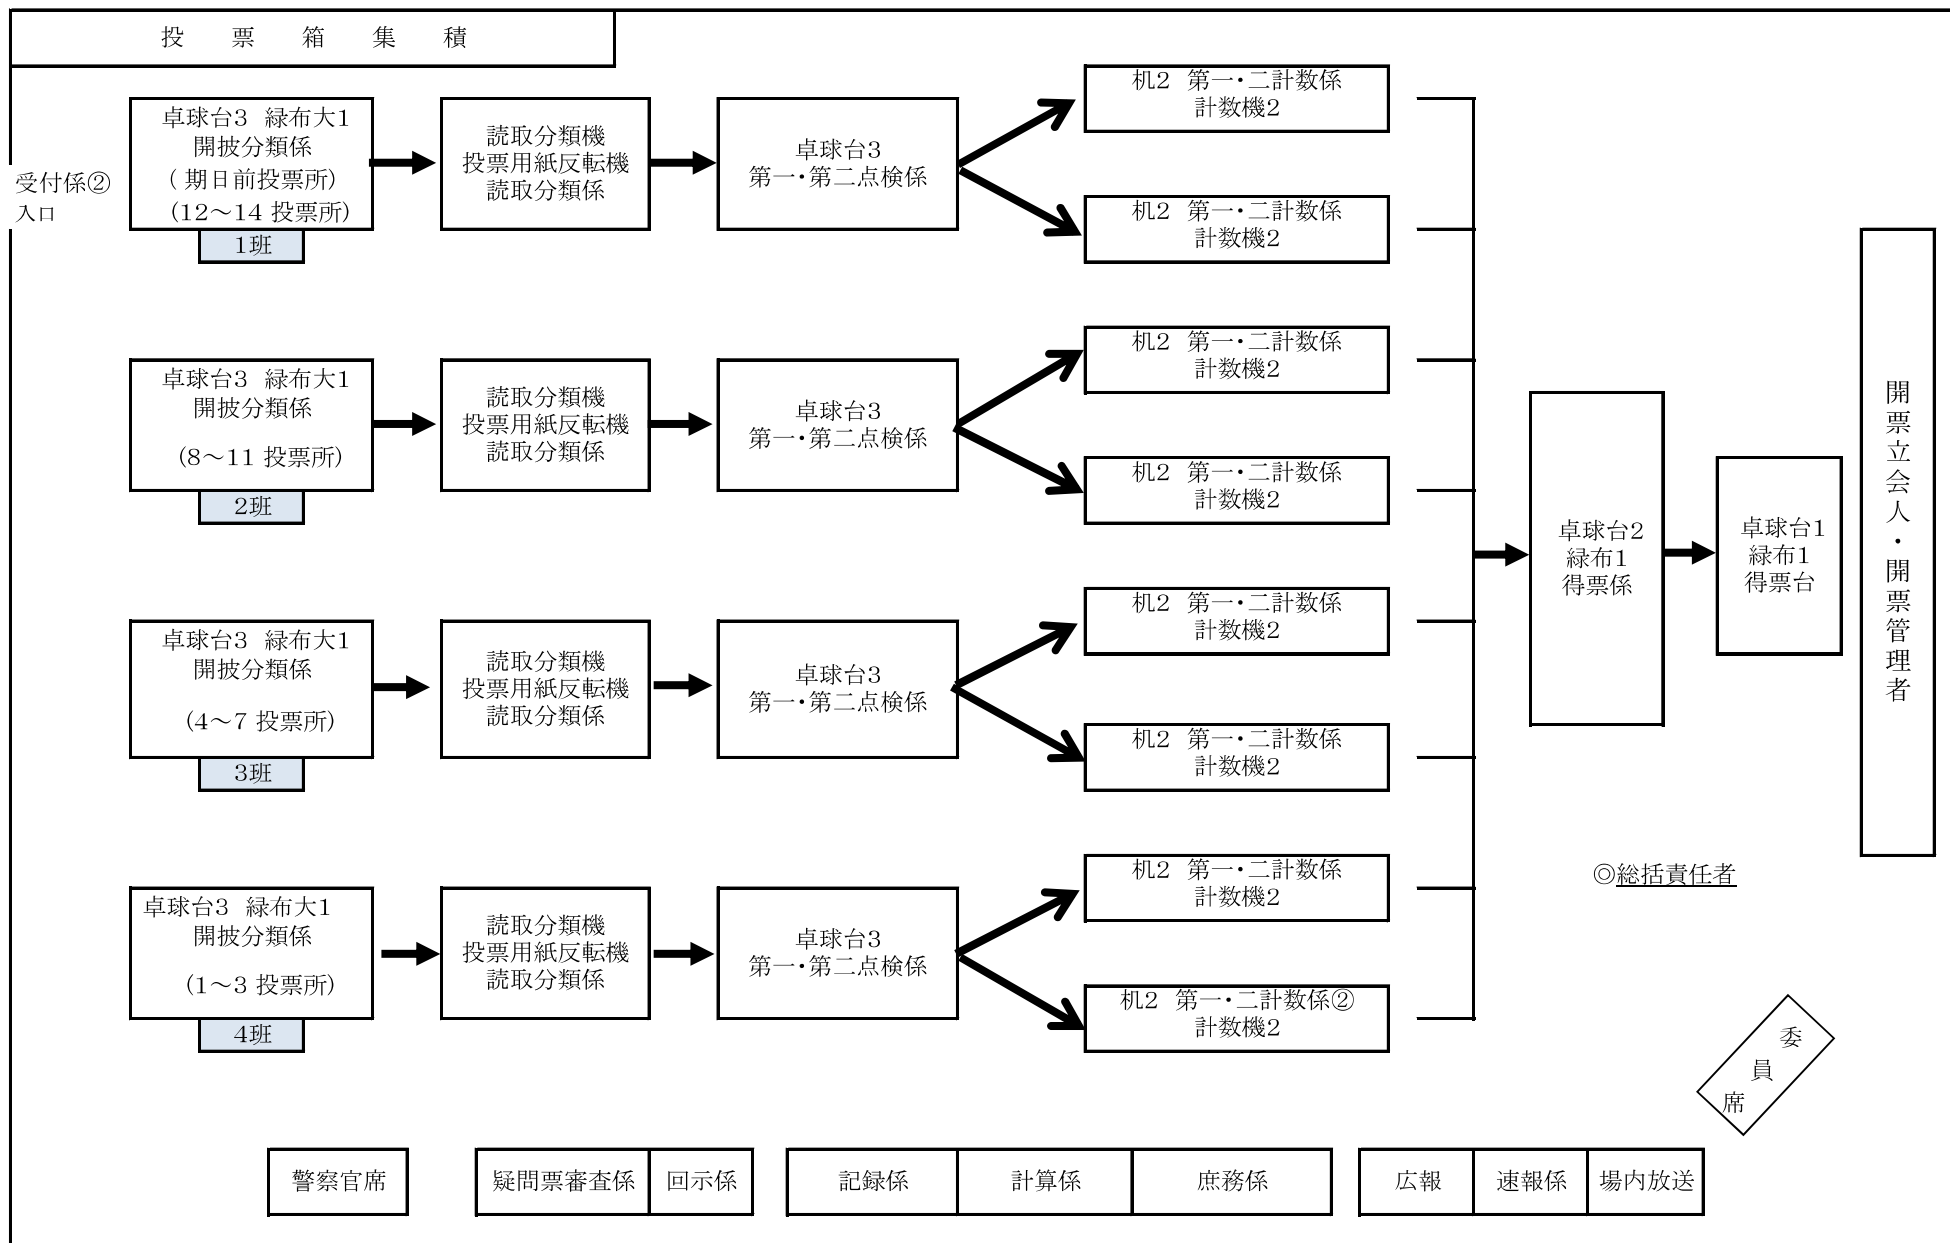 投票箱集積
受付係②
入口
卓球台3 緑布大1
開披分類係
( 期日前投票所)
(12～14 投票所)
1班
読取分類機
投票用紙反転機
読取分類係
卓球台3
第一・第二点検係
机2 第一・二計数係
計数機2
机2 第一・二計数係
計数機2
卓球台3 緑布大1
開披分類係
(8～11 投票所)
2班
読取分類機
投票用紙反転機
読取分類係
卓球台3
第一・第二点検係
机2 第一・二計数係
計数機2
机2 第一・二計数係
計数機2
卓球台3 緑布大1
開披分類係
(4～7 投票所)
3班
読取分類機
投票用紙反転機
読取分類係
卓球台3
第一・第二点検係
机2 第一・二計数係
計数機2
机2 第一・二計数係
計数機2
卓球台3 緑布大1
開披分類係
(1～3 投票所)
4班
読取分類機
投票用紙反転機
読取分類係
卓球台3
第一・第二点検係
机2 第一・二計数係
計数機2
机2 第一・二計数係②
計数機2
卓球台2
緑布1
得票係
卓球台1
緑布1
得票台
開票立会人・開票管理者
◎総括責任者
委員席
警察官席
疑問票審査係
回示係
記録係
計算係
庶務係
広報
速報係
場内放送